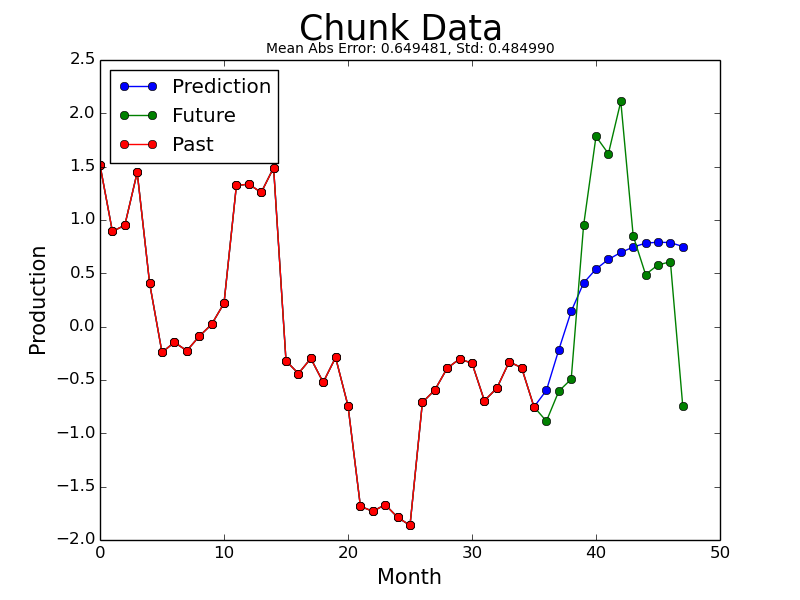 Chunk Data
Mean Abs Error: 0.649481, Std: 0.484990
Prediction
Future
Past
2.5
2.0
1.5
1.0
0.5
0.0
−0.5
−1.0
−1.5
−2.0
Production
0 10 20 30 40 50
Month